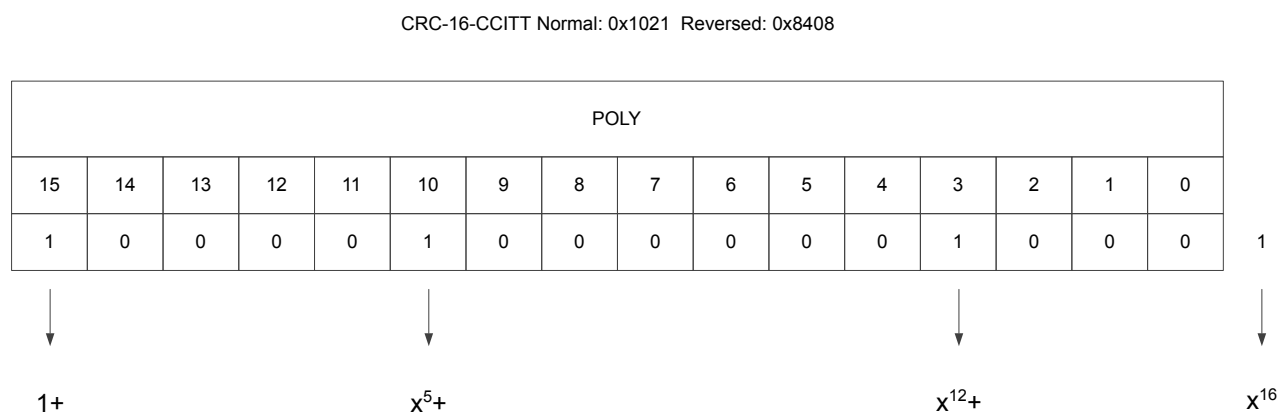 CRC-16-CCITT Normal: 0x1021 Reversed: 0x8408
POLY
15 14 13 12 11 10 9 8 7 6 5 4 3 2 1 0
1 0 0 0 0 1 0 0 0 0 0 0 1 0 0 0 1
1+ x⁵+ x¹²+ x¹⁶